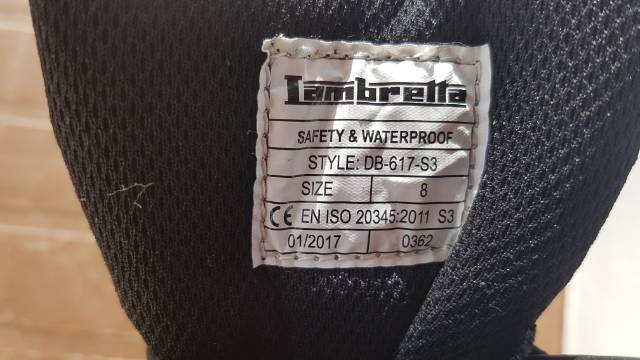 Lambretta
SAFETY & WATERPROOF
STYLE: DB-617-S3
SIZE 8
CE EN ISO 20345:2011 S3
01/2017 0362